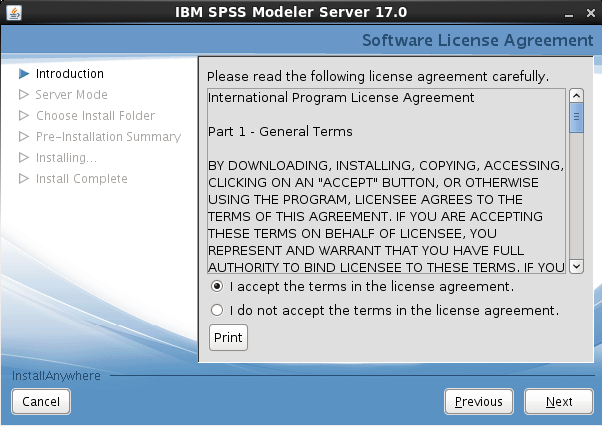 IBM SPSS Modeler Server 17.0
Software License Agreement
Introduction
Server Mode
Choose Install Folder
Pre-Installation Summary
Installing...
Install Complete
Please read the following license agreement carefully.
International Program License Agreement
Part 1 - General Terms
BY DOWNLOADING, INSTALLING, COPYING, ACCESSING,
CLICKING ON AN "ACCEPT" BUTTON, OR OTHERWISE
USING THE PROGRAM, LICENSEE AGREES TO THE
TERMS OF THIS AGREEMENT. IF YOU ARE ACCEPTING
THESE TERMS ON BEHALF OF LICENSEE, YOU
REPRESENT AND WARRANT THAT YOU HAVE FULL
AUTHORITY TO BIND LICENSEE TO THESE TERMS. IF YOU
I accept the terms in the license agreement.
I do not accept the terms in the license agreement.
Print
InstallAnywhere
Cancel
Previous
Next